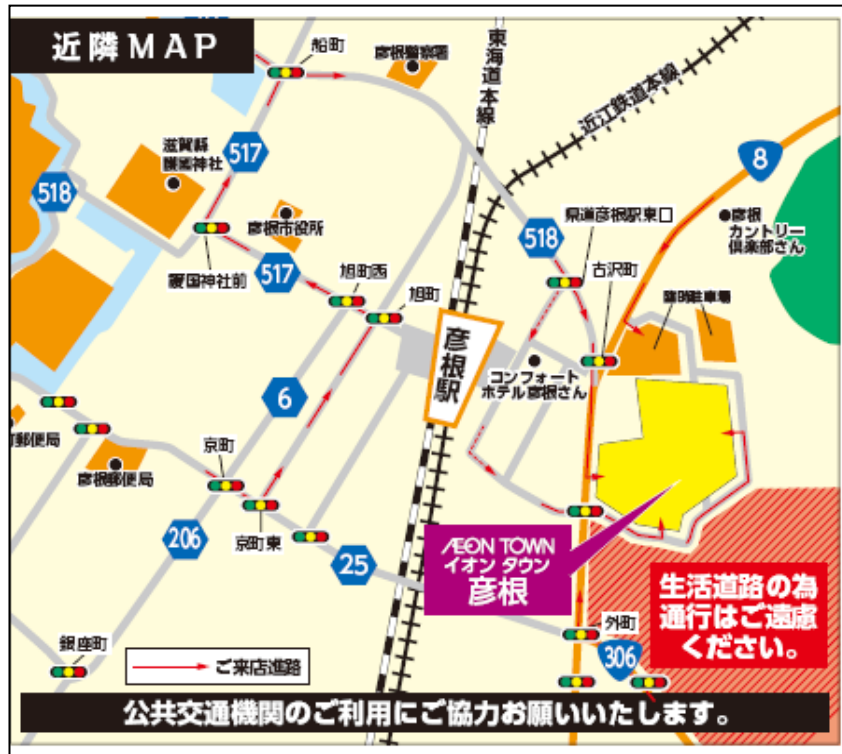 近隣MAP
船町
彦根警察署
東海道本線
近江鉄道本線
8
滋賀縣
護國神社
517
518
彦根市役所
518
県道彦根駅東口
彦根
カントリー
倶楽部さん
護国神社前
517
旭町西
旭町
古沢町
臨時駐車場
彦根駅
コンフォート
ホテル彦根さん
6
町郵便局
彦根郵便局
京町
京町東
206
25
ÆON TOWN
イオン タウン
彦根
生活道路の為
通行はご遠慮
ください。
外町
306
銀座町
ご来店進路
公共交通機関のご利用にご協力お願いいたします。